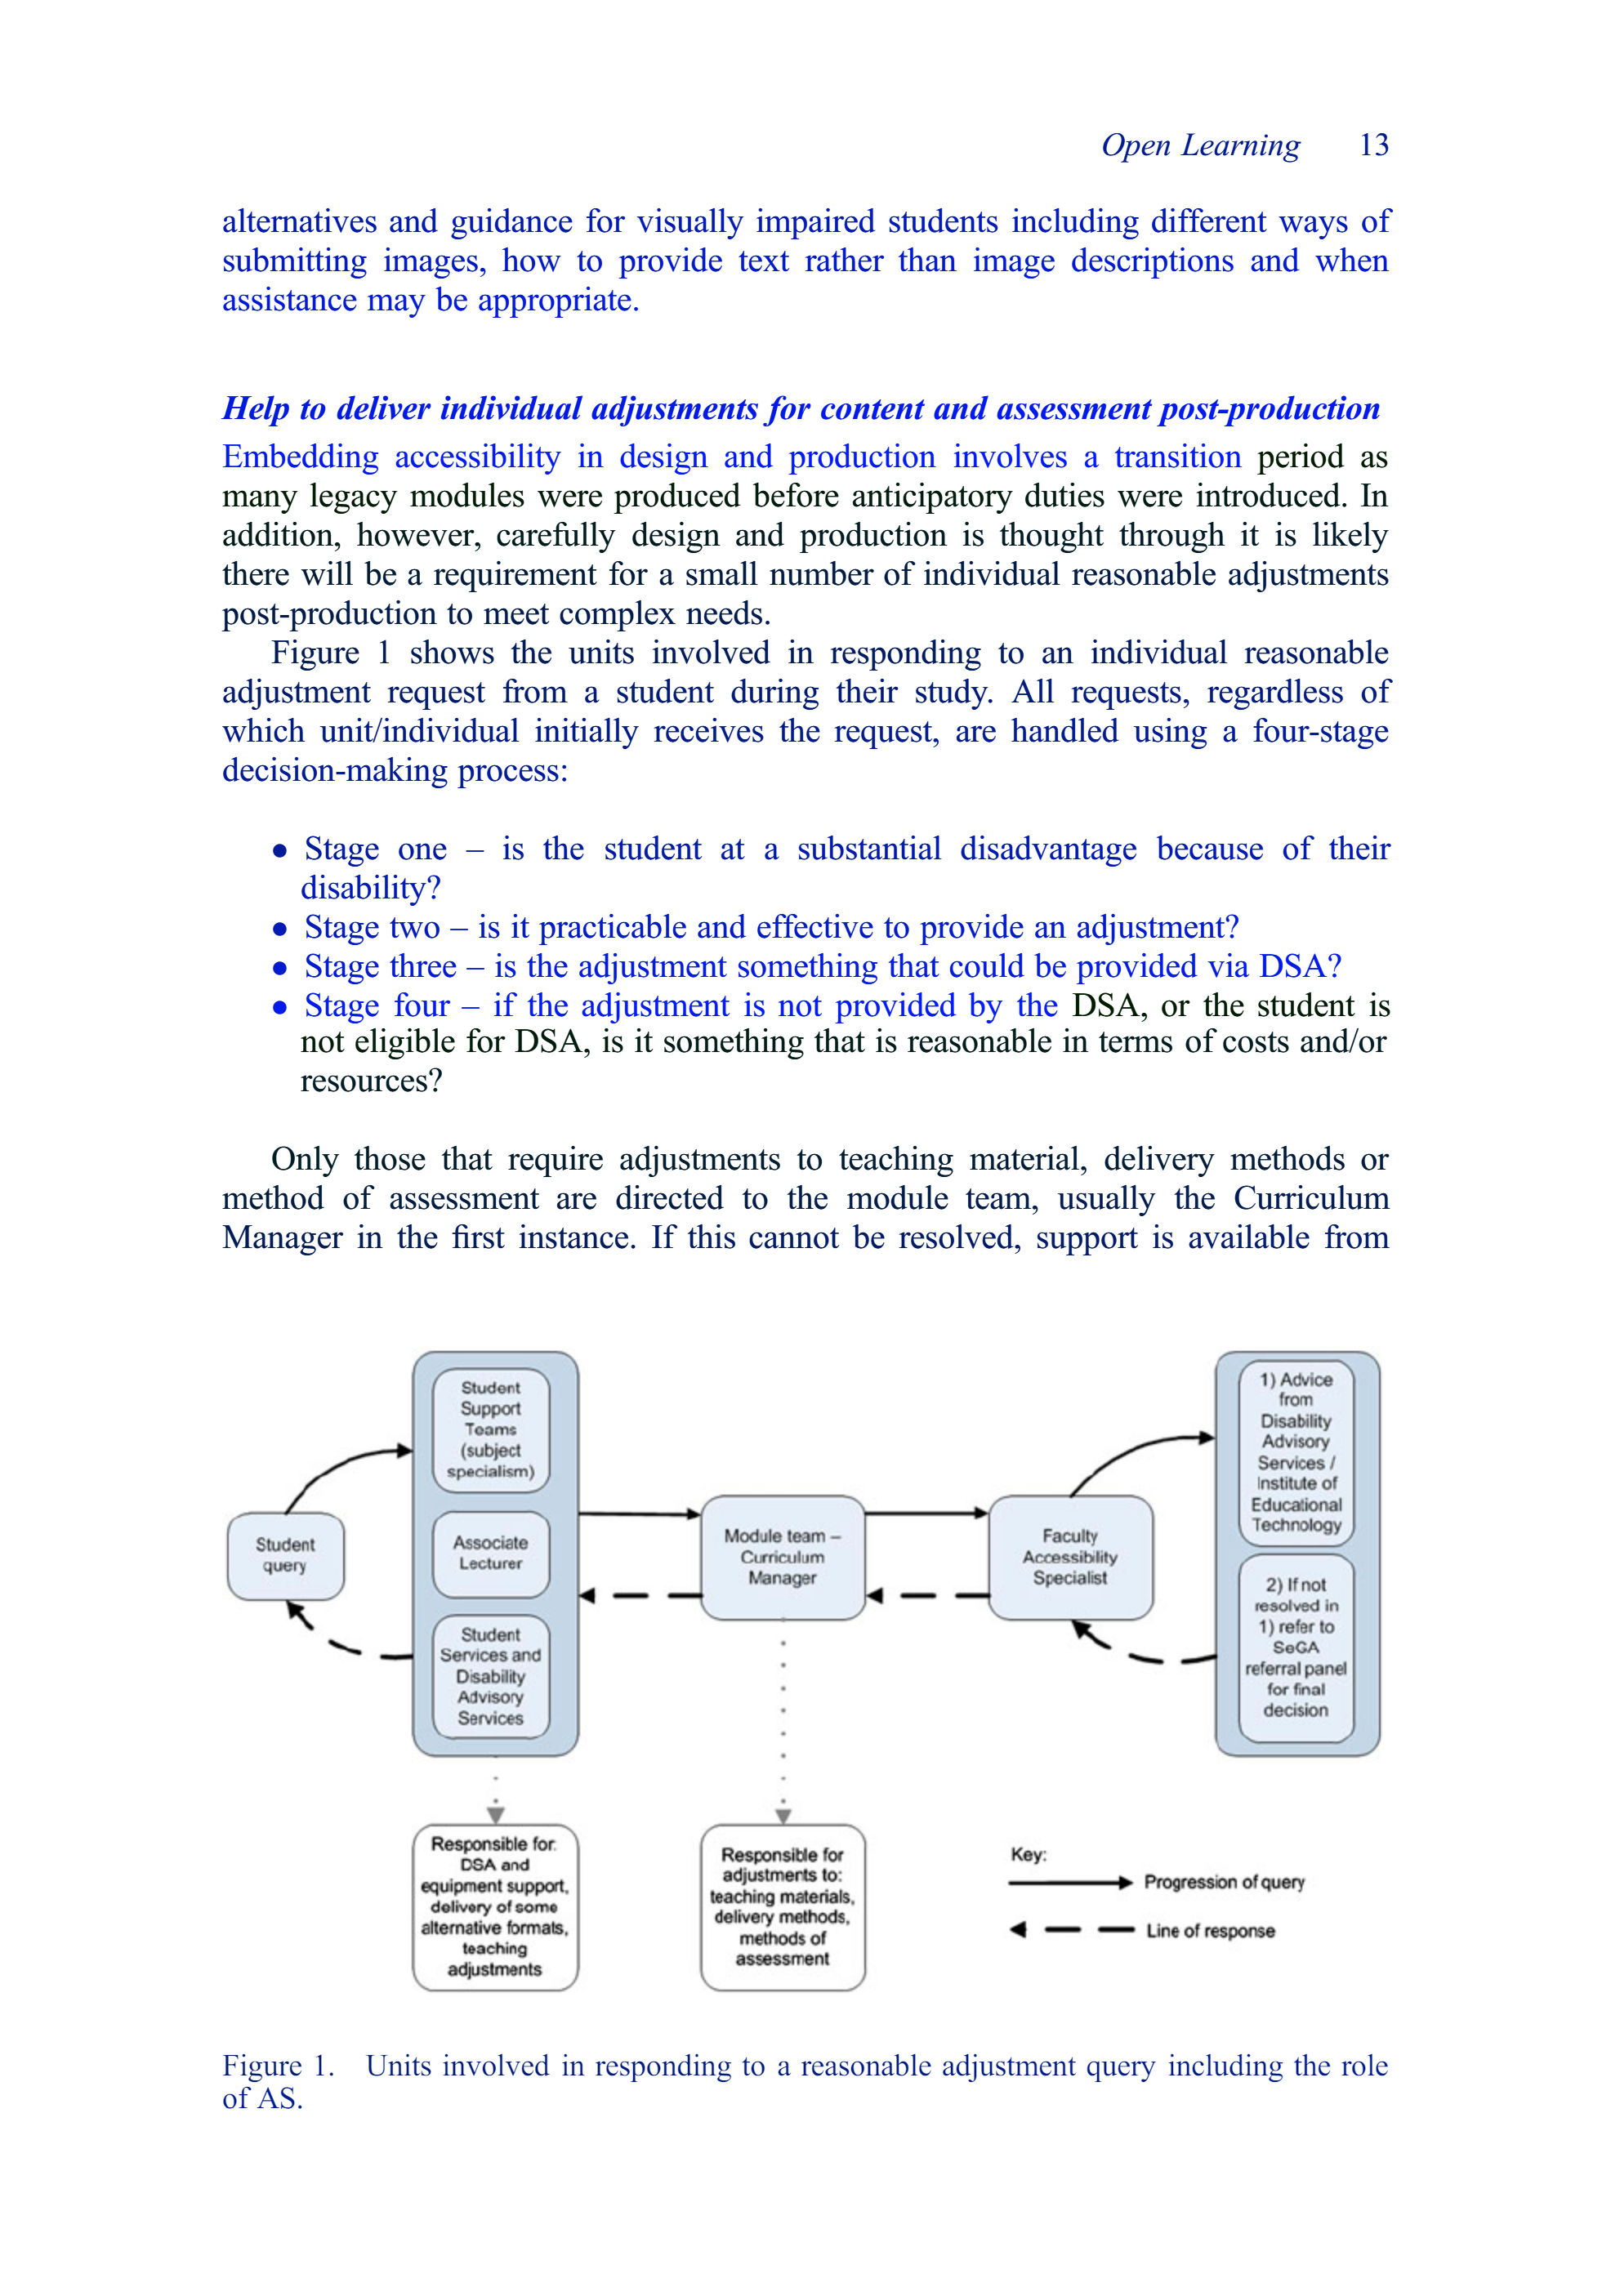 Open Learning 13
alternatives and guidance for visually impaired students including different ways of
submitting images, how to provide text rather than image descriptions and when
assistance may be appropriate.
Help to deliver individual adjustments for content and assessment post-production
Embedding accessibility in design and production involves a transition period as
many legacy modules were produced before anticipatory duties were introduced. In
addition, however, carefully design and production is thought through it is likely
there will be a requirement for a small number of individual reasonable adjustments
post-production to meet complex needs.
Figure 1 shows the units involved in responding to an individual reasonable
adjustment request from a student during their study. All requests, regardless of
which unit/individual initially receives the request, are handled using a four-stage
decision-making process:
• Stage one – is the student at a substantial disadvantage because of their
disability?
• Stage two – is it practicable and effective to provide an adjustment?
• Stage three – is the adjustment something that could be provided via DSA?
• Stage four – if the adjustment is not provided by the DSA, or the student is
not eligible for DSA, is it something that is reasonable in terms of costs and/or
resources?
Only those that require adjustments to teaching material, delivery methods or
method of assessment are directed to the module team, usually the Curriculum
Manager in the first instance. If this cannot be resolved, support is available from
Student
query
Student
Support
Teams
(subject
specialism)
Associate
Lecturer
Student
Services and
Disability
Advisory
Services
Module team –
Curriculum
Manager
Faculty
Accessibility
Specialist
1) Advice
from
Disability
Advisory
Services /
Institute of
Educational
Technology
2) If not
resolved in
1) refer to
SeGA
referral panel
for final
decision
Responsible for:
DSA and
equipment support,
delivery of some
alternative formats,
teaching
adjustments
Responsible for
adjustments to:
teaching materials,
delivery methods,
methods of
assessment
Key:
Progression of query
Line of response
Figure 1. Units involved in responding to a reasonable adjustment query including the role
of AS.